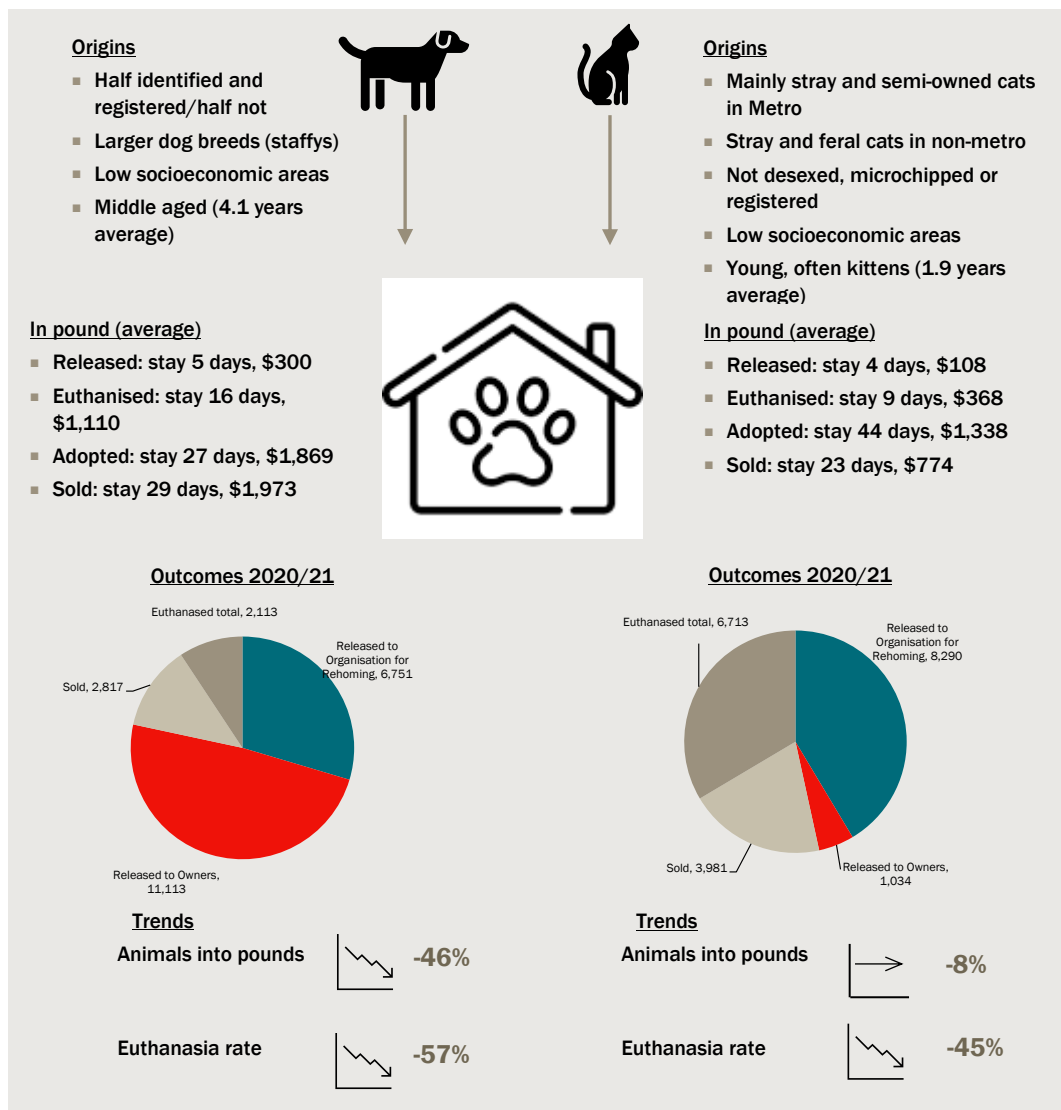 Origins
Half identified and
registered/half not
Larger dog breeds (staffys)
Low socioeconomic areas
Middle aged (4.1 years
average)
Origins
Mainly stray and semi-owned cats
in Metro
Stray and feral cats in non-metro
Not desexed, microchipped or
registered
Low socioeconomic areas
Young, often kittens (1.9 years
average)
In pound (average)
Released: stay 5 days, $300
Euthanised: stay 16 days,
$1,110
Adopted: stay 27 days, $1,869
Sold: stay 29 days, $1,973
In pound (average)
Released: stay 4 days, $108
Euthanised: stay 9 days, $368
Adopted: stay 44 days, $1,338
Sold: stay 23 days, $774
Outcomes 2020/21
Euthanased total, 2,113
Released to
Organisation for
Rehoming, 6,751
Sold, 2,817
Released to Owners,
11,113
Outcomes 2020/21
Euthanased total, 6,713
Released to
Organisation for
Rehoming, 8,290
Sold, 3,981
Released to Owners,
1,034
Trends
Animals into pounds
-46%
Euthanasia rate
-57%
Trends
Animals into pounds
-8%
Euthanasia rate
-45%